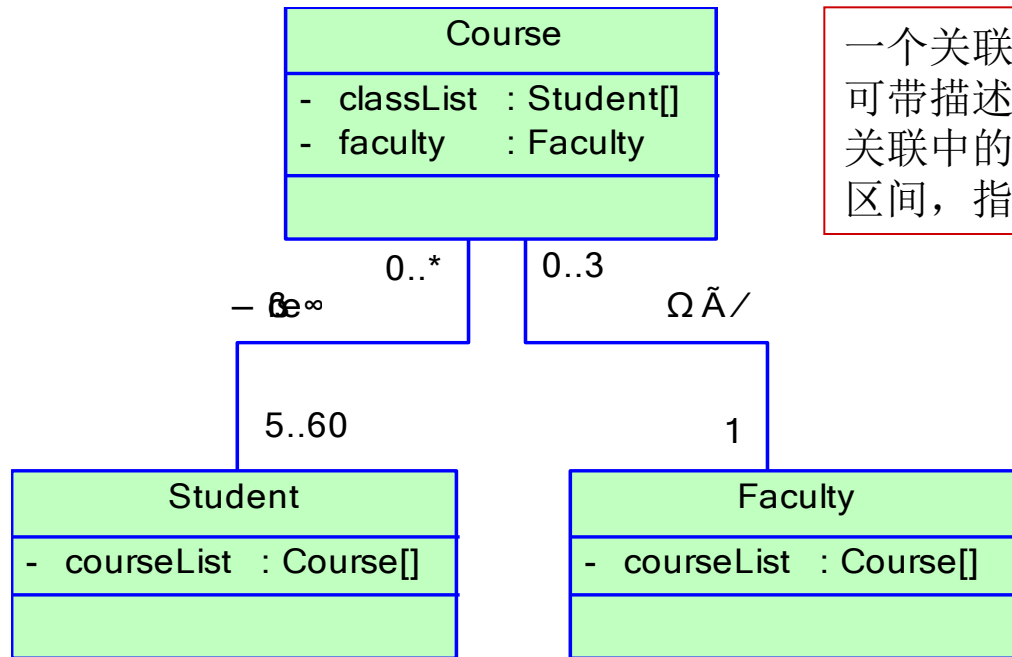 Course
- classList : Student[]
- faculty : Faculty
一个关联
可带描述
关联中的
区间，指
0..*
0..3
Ω Ã ⁄
5..60
1
Student
- courseList : Course[]
Faculty
- courseList : Course[]